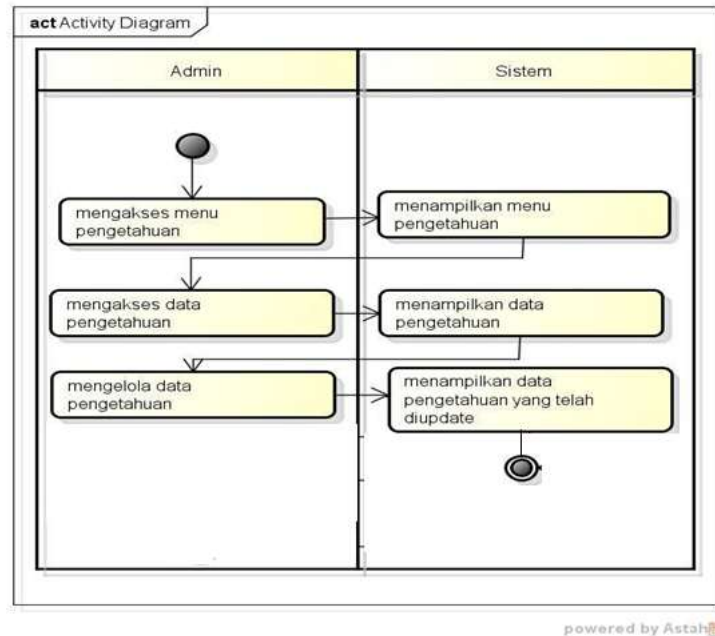 act Activity Diagram
Admin
Sistem
mengakses menu
pengetahuan
menampilkan menu
pengetahuan
mengakses data
pengetahuan
menampilkan data
pengetahuan
mengelola data
pengetahuan
menampilkan data
pengetahuan yang telah
diupdate
powered by Astah